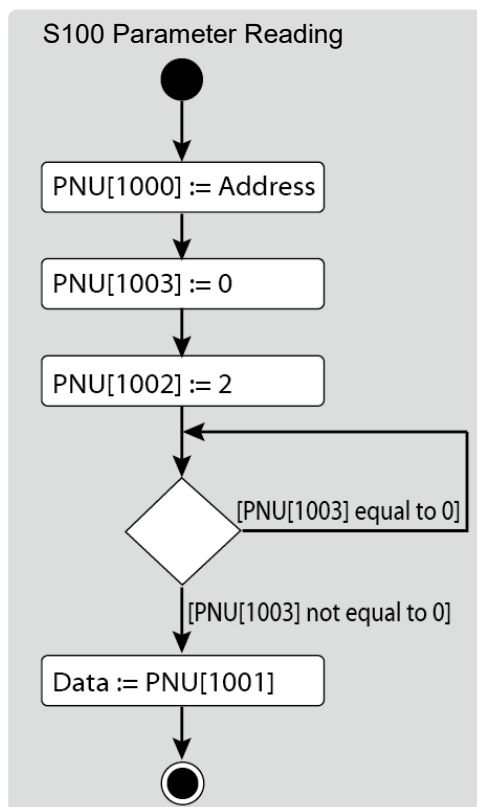 S100 Parameter Reading
PNU[1000] := Address
PNU[1003] := 0
PNU[1002] := 2
[PNU[1003] equal to 0]
[PNU[1003] not equal to 0]
Data := PNU[1001]